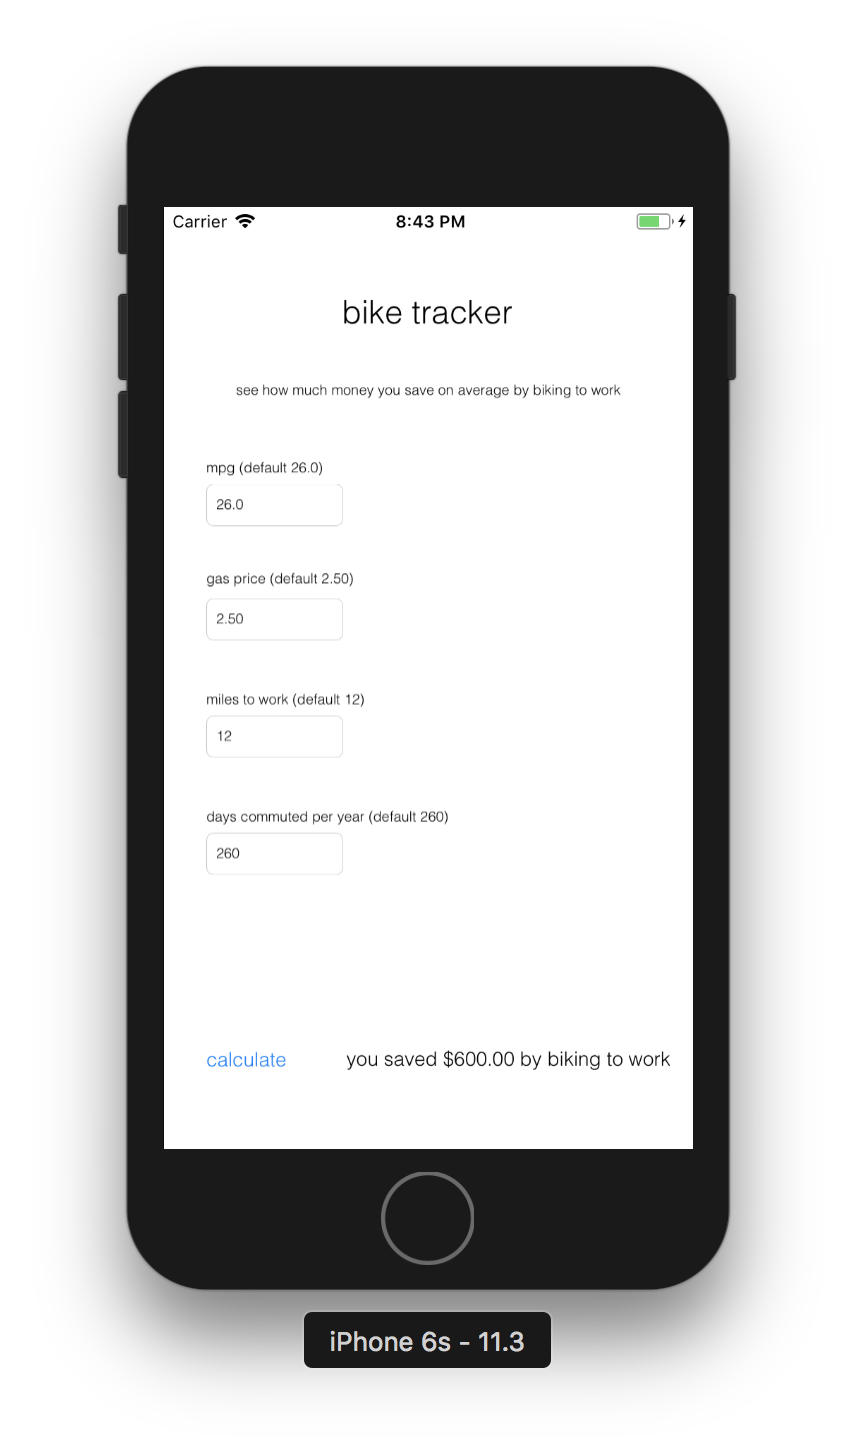 Carrier 8:43 PM
bike tracker
see how much money you save on average by biking to work
mpg (default 26.0)
26.0
gas price (default 2.50)
2.50
miles to work (default 12)
12
days commuted per year (default 260)
260
calculate you saved $600.00 by biking to work
iPhone 6s - 11.3